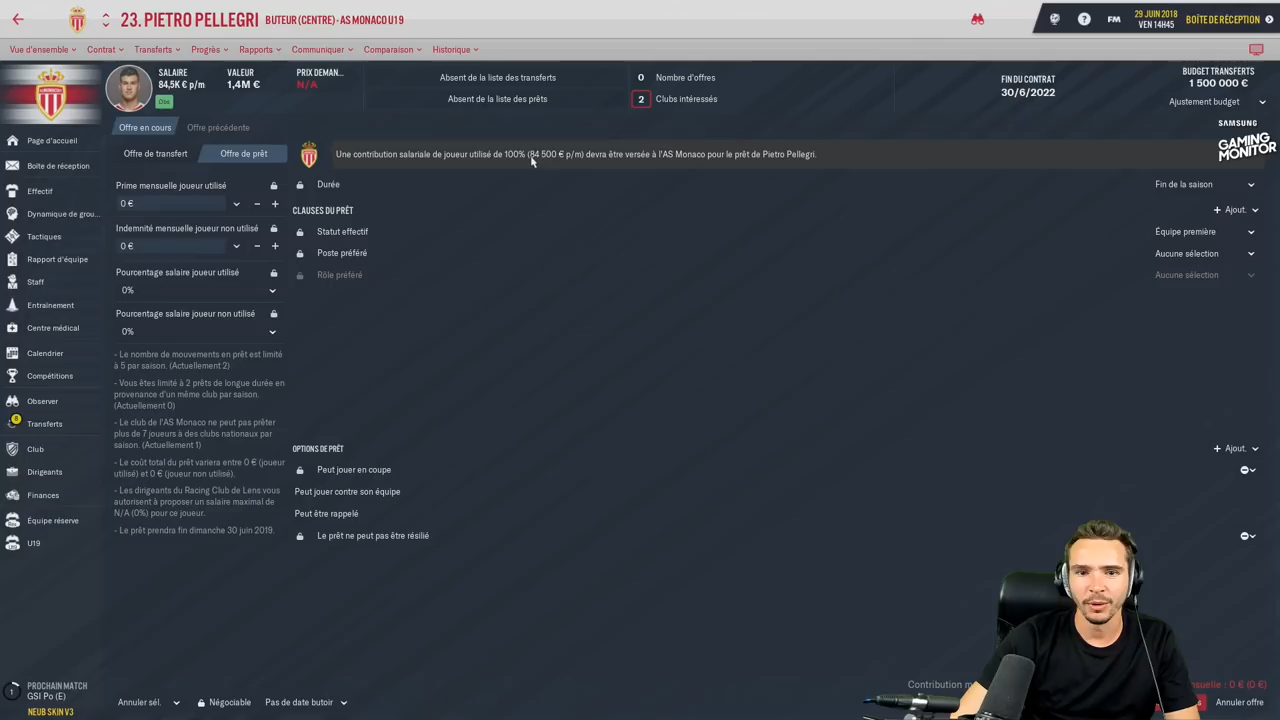 23. PIETRO PELLEGRI BUTEUR (CENTRE) - AS MONACO U19
FM
29 JUIN 2018
VEN 14H45
BOÎTE DE RÉCEPTION
Vue d'ensemble Contrat Transferts Progrès Rapports Communiquer Comparaison Historique
SALAIRE
84,5K € p/m
Obs
VALEUR
1,4M €
PRIX DEMAN...
N/A
Absent de la liste des transferts
Absent de la liste des prêts
0 Nombre d'offres
2 Clubs intéressés
FIN DU CONTRAT
30/6/2022
BUDGET TRANSFERTS
1 500 000 €
Ajustement budget
SAMSUNG
GAMING
MONITOR
Offre en cours Offre précédente
Offre de transfert Offre de prêt
Une contribution salariale de joueur utilisé de 100% (84 500 € p/m) devra être versée à l'AS Monaco pour le prêt de Pietro Pellegri.
Page d'accueil
Boîte de réception
Effectif
Dynamique de grou...
Tactiques
Rapport d'équipe
Staff
Entraînement
Centre médical
Calendrier
Compétitions
Observer
8
Transferts
Club
Dirigeants
Finances
Équipe réserve
U19
Prime mensuelle joueur utilisé
0 €
Indemnité mensuelle joueur non utilisé
0 €
Pourcentage salaire joueur utilisé
0%
Pourcentage salaire joueur non utilisé
0%
- Le nombre de mouvements en prêt est limité
à 5 par saison. (Actuellement 2)
- Vous êtes limité à 2 prêts de longue durée en
provenance d'un même club par saison.
(Actuellement 0)
- Le club de l'AS Monaco ne peut pas prêter
plus de 7 joueurs à des clubs nationaux par
saison. (Actuellement 1)
- Le coût total du prêt variera entre 0 € (joueur
utilisé) et 0 € (joueur non utilisé).
- Les dirigeants du Racing Club de Lens vous
autorisent à proposer un salaire maximal de
N/A (0%) pour ce joueur.
- Le prêt prendra fin dimanche 30 juin 2019.
Durée Fin de la saison
CLAUSES DU PRÊT Ajout.
Statut effectif Équipe première
Poste préféré Aucune sélection
Rôle préféré Aucune sélection
OPTIONS DE PRÊT Ajout.
Peut jouer en coupe
Peut jouer contre son équipe
Peut être rappelé
Le prêt ne peut pas être résilié
1
PROCHAIN MATCH
GSI Po (E)
NEUB SKIN V3
Annuler sél. Négociable Pas de date butoir
Contribution m
nsuelle : 0 € (0 €)
Annuler offre